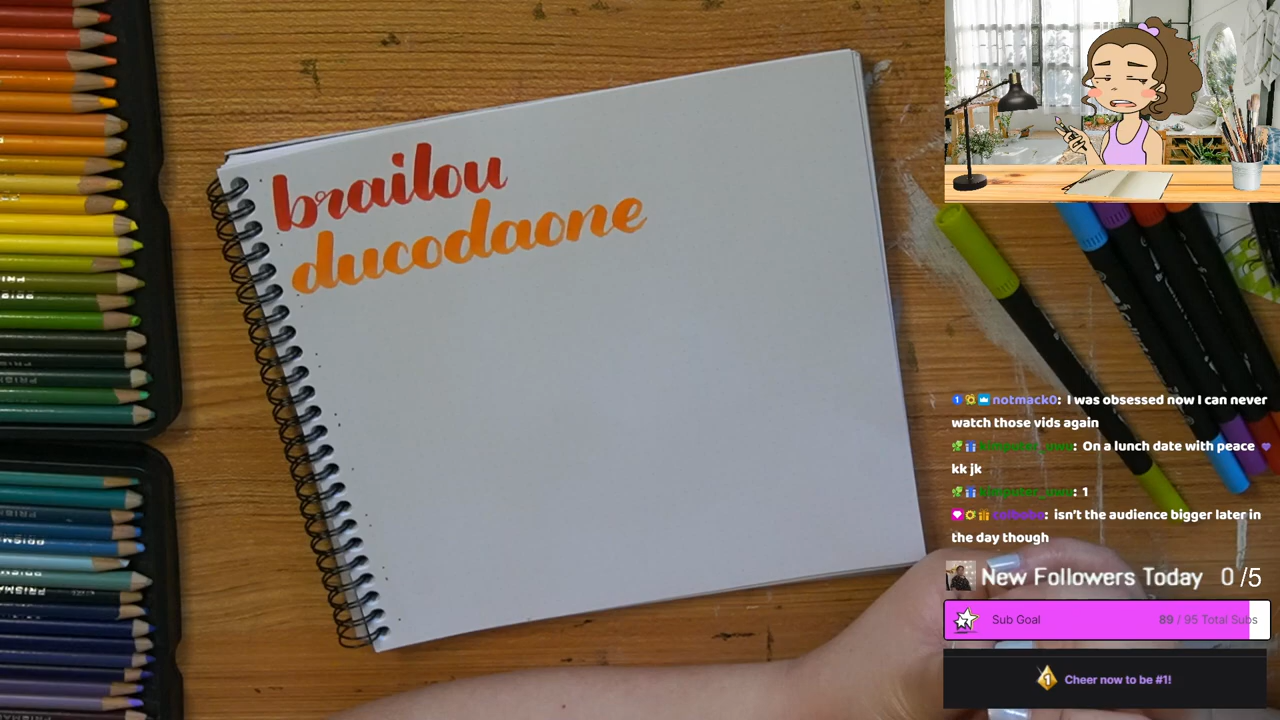 brailou
ducodaone
notmack0: I was obsessed now I can never
watch those vids again
On a lunch date with peace
kk jk
: 1
isn't the audience bigger later in
the day though
New Followers Today 0 /5
Sub Goal 89 / 95 Total Subs
Cheer now to be #1!